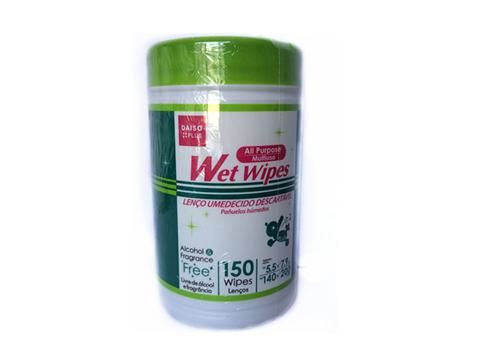 DAISO
PLUS
All Purpose
Multiuso
Wet Wipes
LENÇO UMEDECIDO DESCARTÁVEL
Pañuelos húmedos
Alcohol &
Fragrance
Free
Livre de álcool
e fragrância
150
Wipes
Lenços
5.5 x 7.9
140 x 200